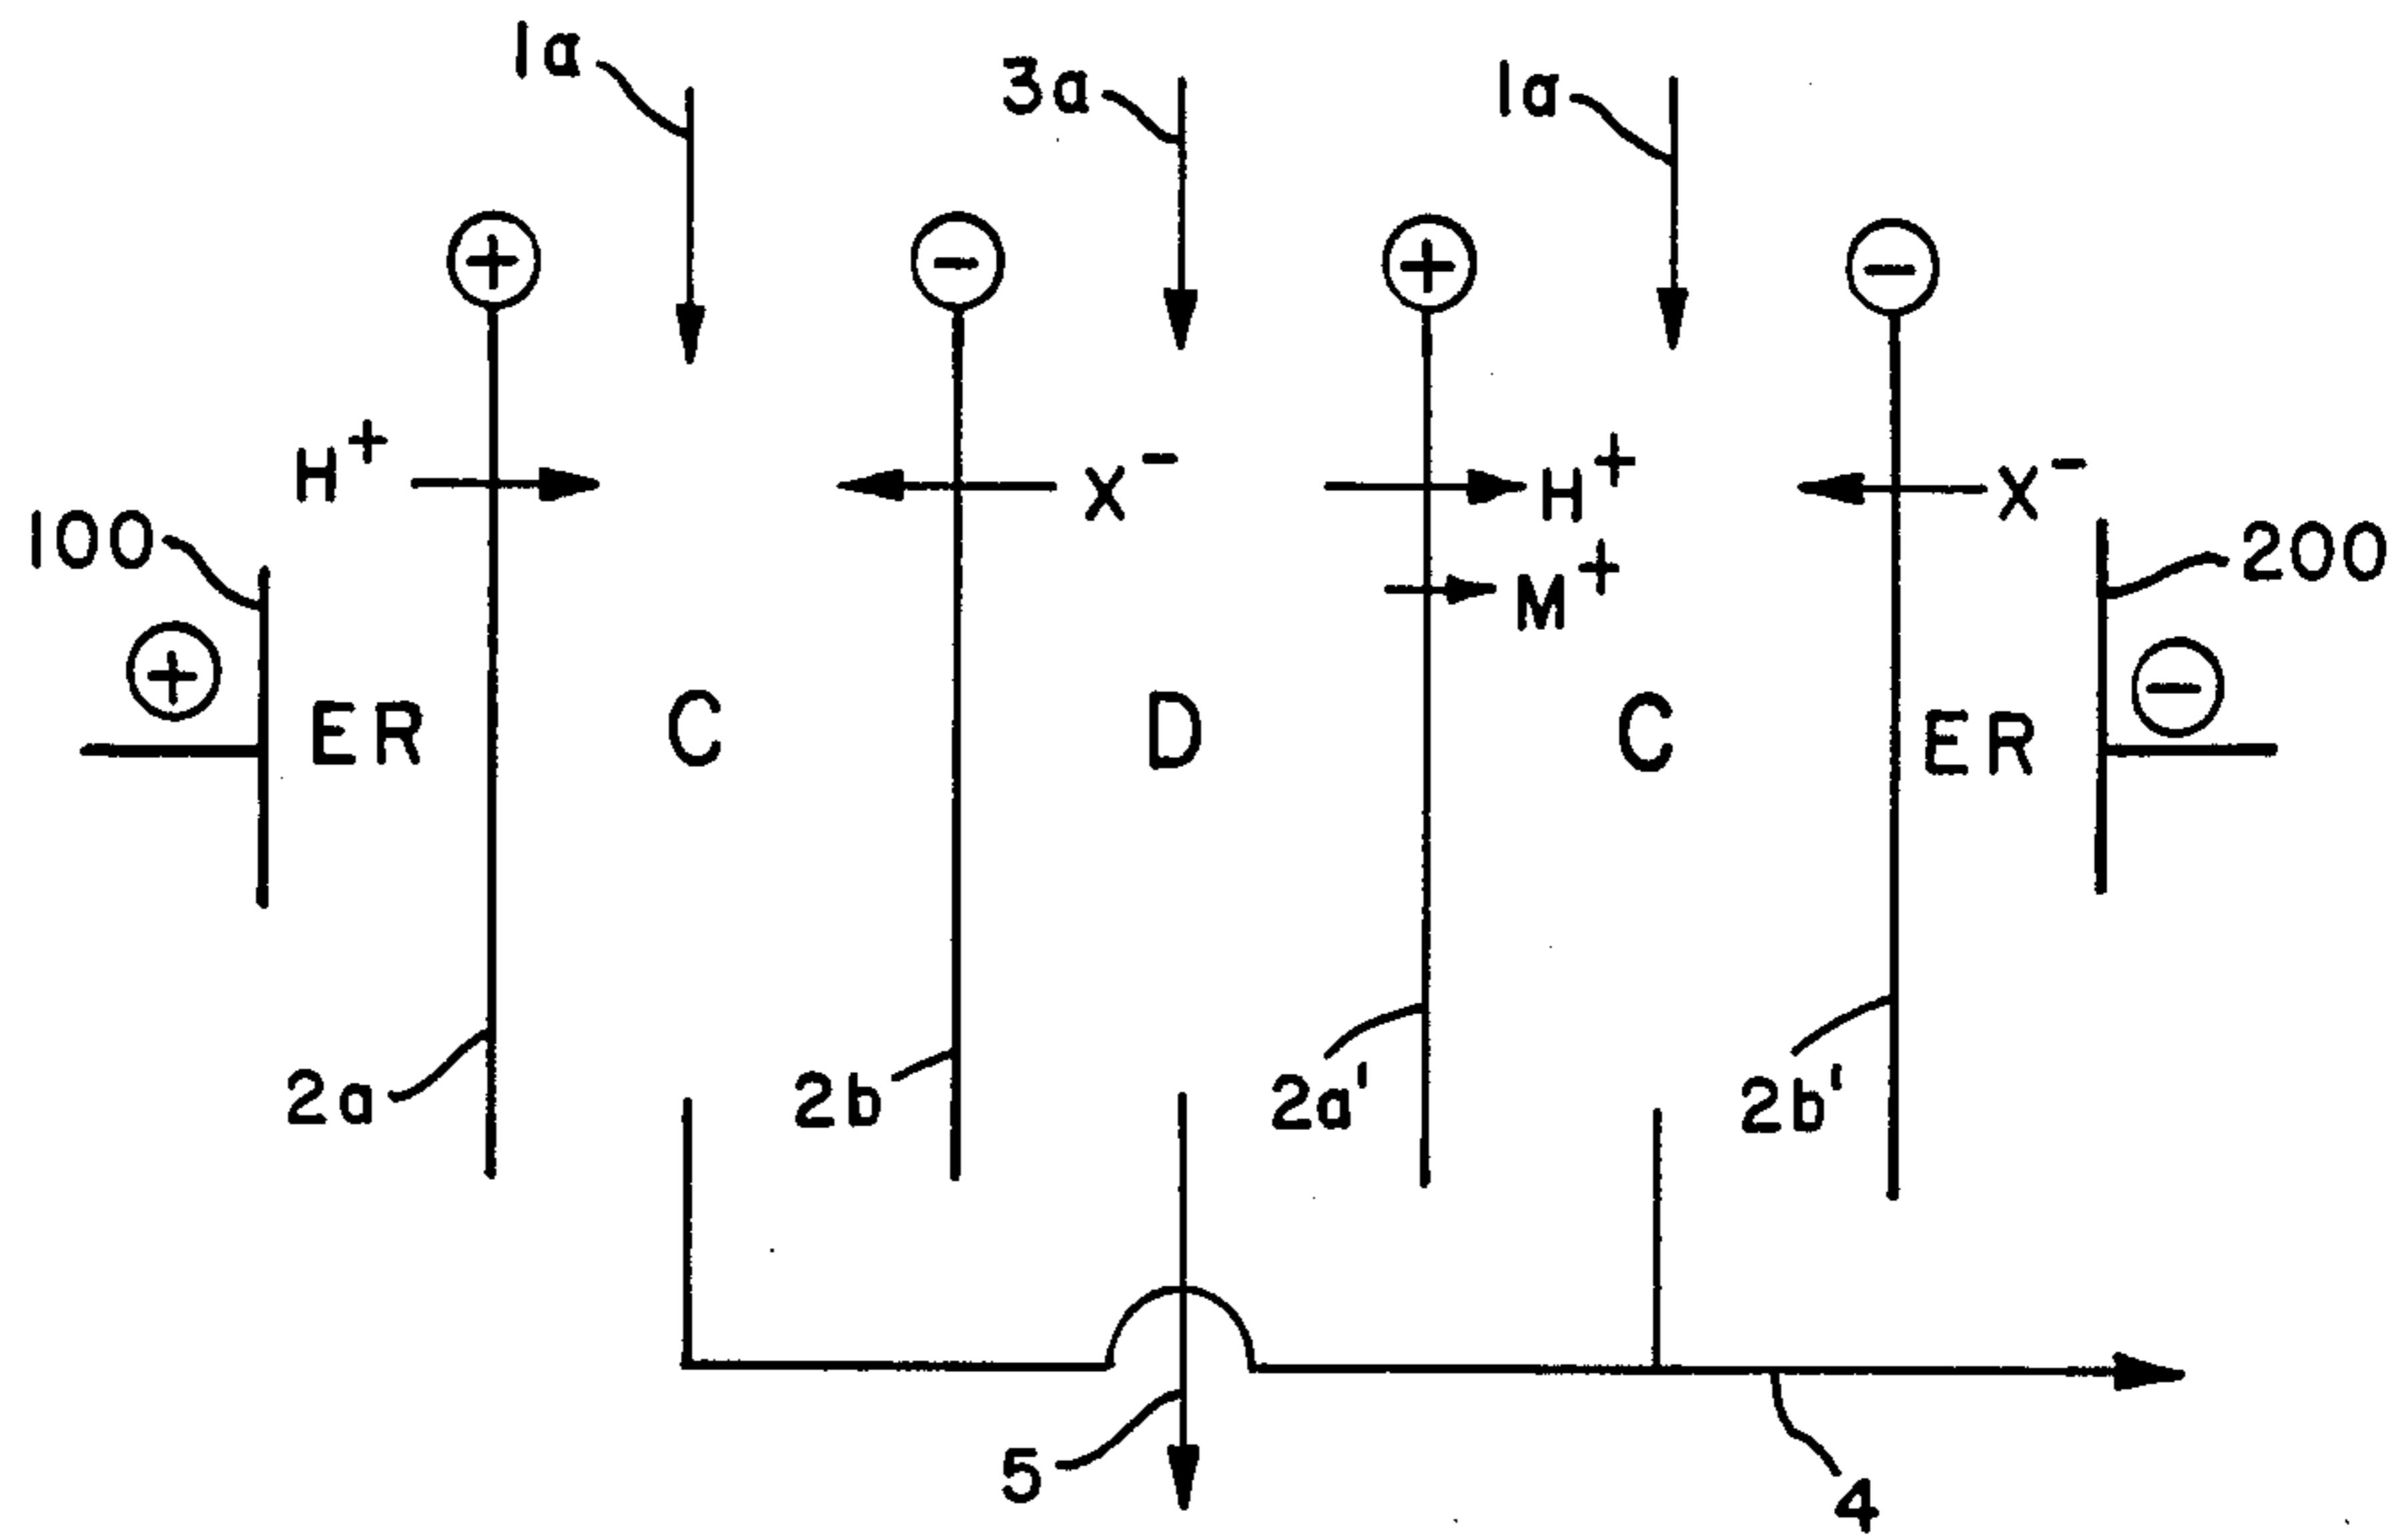 1a 3a 1a
+ - + -
H+ X- H+ X-
100 M+ 200
+ -
ER C D C ER
2a 2b 2a' 2b'
5 4